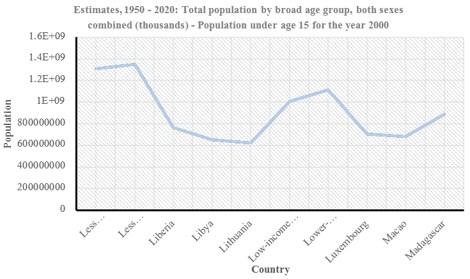 Estimates, 1950 - 2020: Total population by broad age group, both sexes
combined (thousands) - Population under age 15 for the year 2000
1.6E+09
1.4E+09
1.2E+09
1E+09
800000000
600000000
400000000
200000000
0
Population
Less…
Less…
Liberia
Libya
Lithuania
Low-income…
Lower-…
Luxembourg
Macao
Madagascar
Country